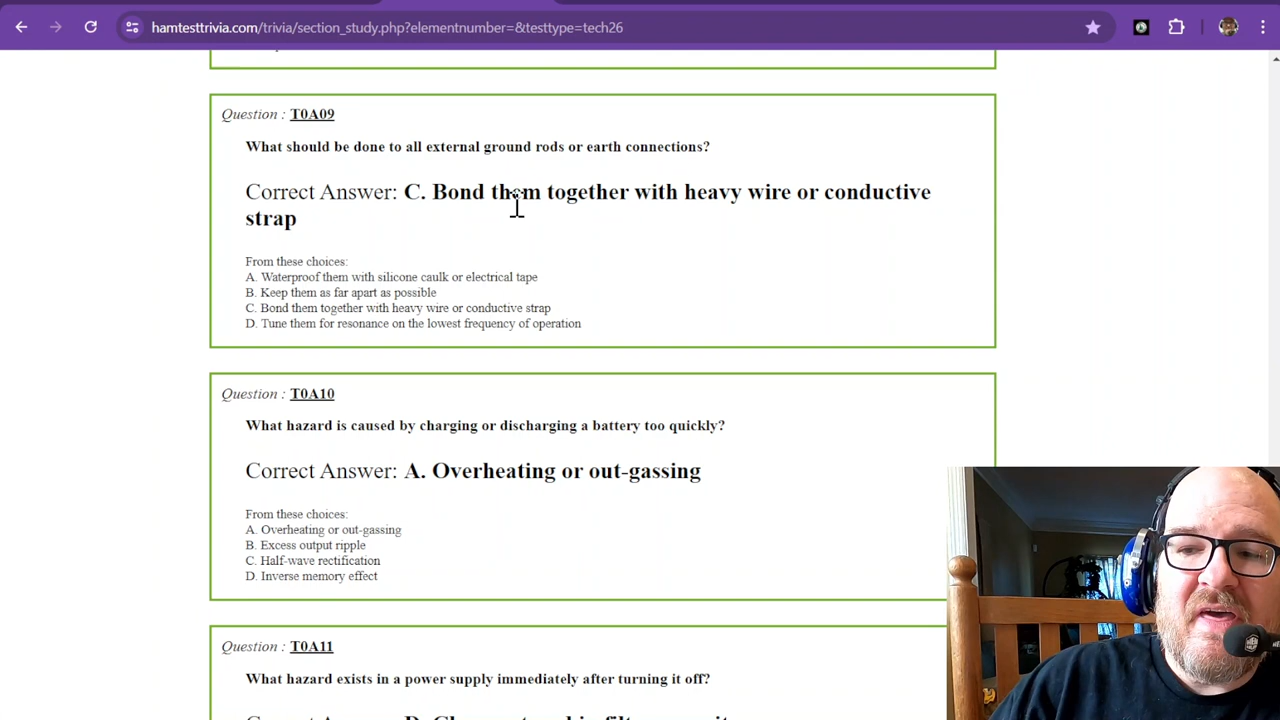 hamtesttrivia.com/trivia/section_study.php?elementnumber=&testtype=tech26
Question : T0A09
What should be done to all external ground rods or earth connections?
Correct Answer: C. Bond them together with heavy wire or conductive
strap
From these choices:
A. Waterproof them with silicone caulk or electrical tape
B. Keep them as far apart as possible
C. Bond them together with heavy wire or conductive strap
D. Tune them for resonance on the lowest frequency of operation
Question : T0A10
What hazard is caused by charging or discharging a battery too quickly?
Correct Answer: A. Overheating or out-gassing
From these choices:
A. Overheating or out-gassing
B. Excess output ripple
C. Half-wave rectification
D. Inverse memory effect
Question : T0A11
What hazard exists in a power supply immediately after turning it off?
Correct Answer: D.